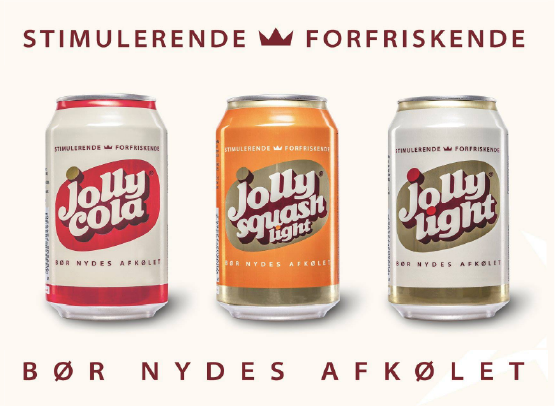 STIMULERENDE FORFRISKENDE
STIMULERENDE FORFRISKENDE
jolly
cola
BØR NYDES AFKØLET
STIMULERENDE FORFRISKENDE
jolly
squash
light
BØR NYDES AFKØLET
STIMULERENDE FORFRISKENDE
jolly
light
BØR NYDES AFKØLET
BØR NYDES AFKØLET